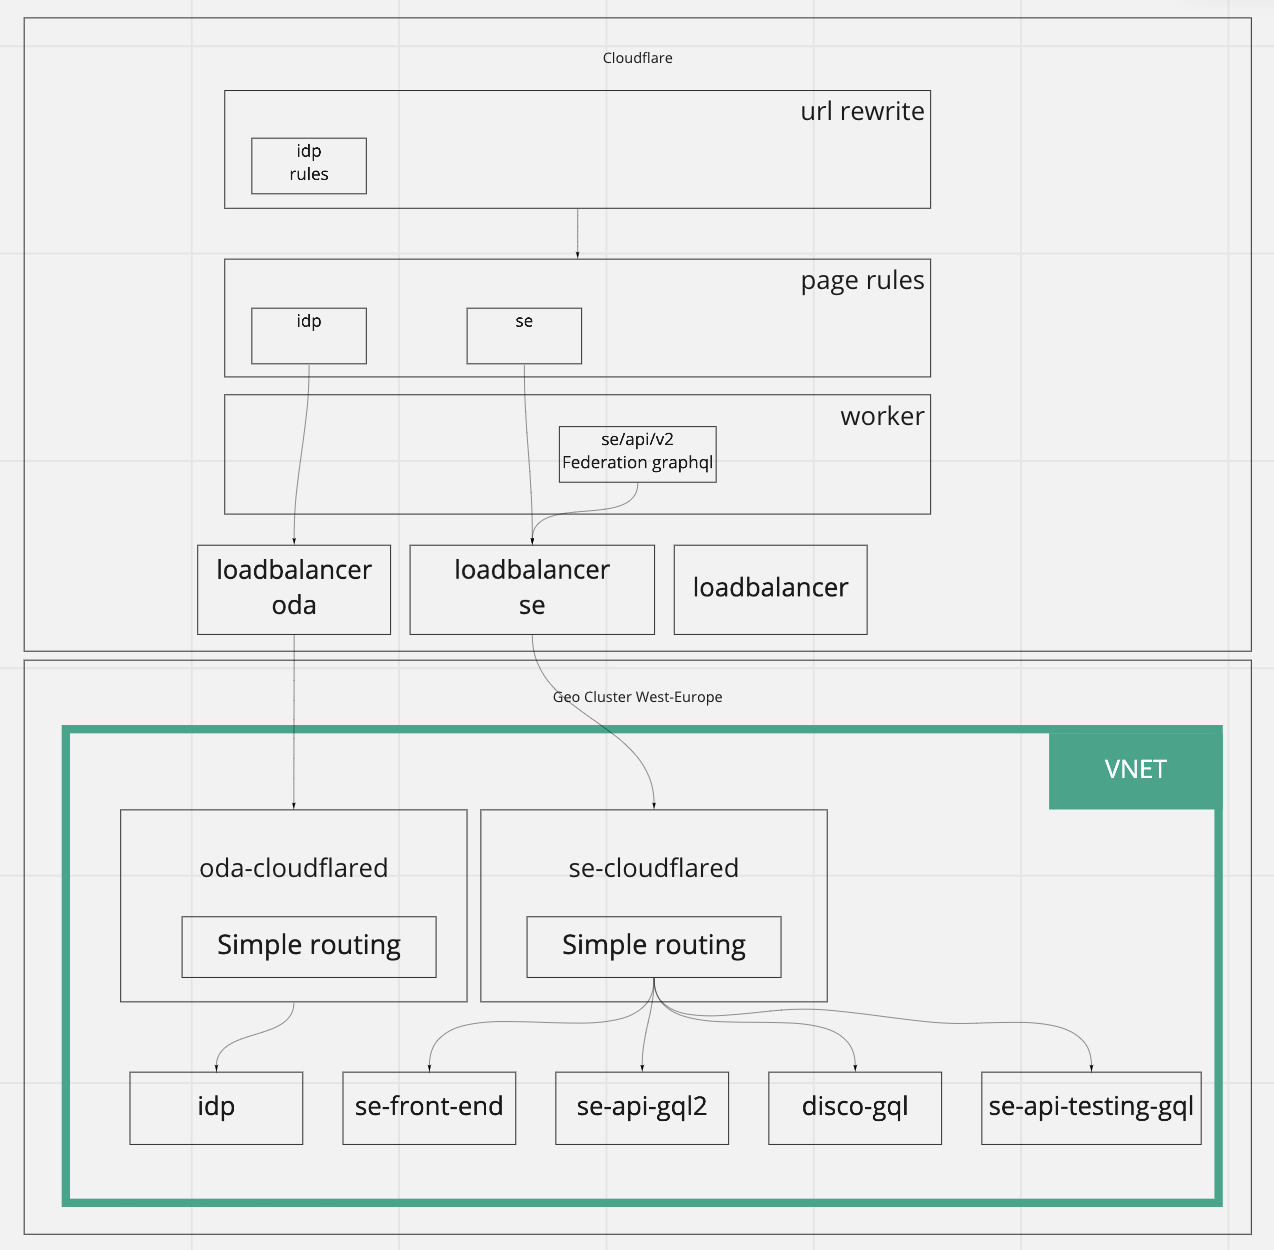 Cloudflare
url rewrite
idp
rules
page rules
idp
se
worker
se/api/v2
Federation graphql
loadbalancer
oda
loadbalancer
se
loadbalancer
Geo Cluster West-Europe
VNET
oda-cloudflared
Simple routing
se-cloudflared
Simple routing
idp
se-front-end
se-api-gql2
disco-gql
se-api-testing-gql